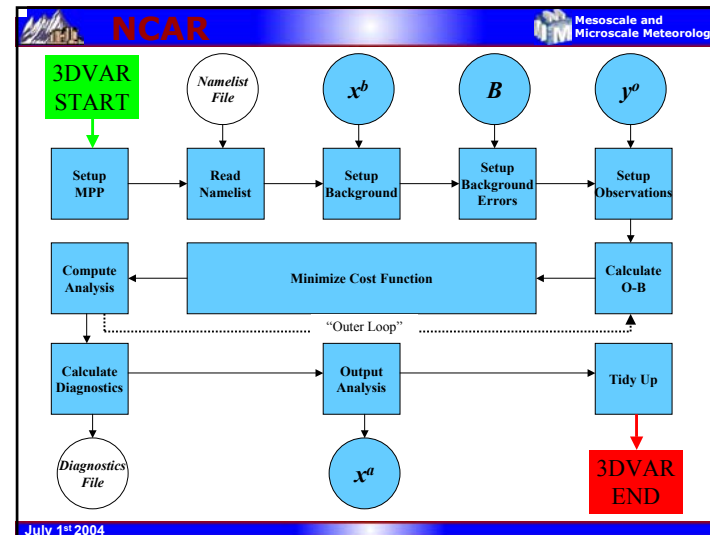 NCAR
Mesoscale and
Microscale Meteorolog
3DVAR
START
Namelist
File
x^b
B
y^o
Setup
MPP
Read
Namelist
Setup
Background
Setup
Background
Errors
Setup
Observations
Compute
Analysis
Minimize Cost Function
Calculate
O-B
“Outer Loop”
Calculate
Diagnostics
Output
Analysis
Tidy Up
Diagnostics
File
x^a
3DVAR
END
July 1st 2004